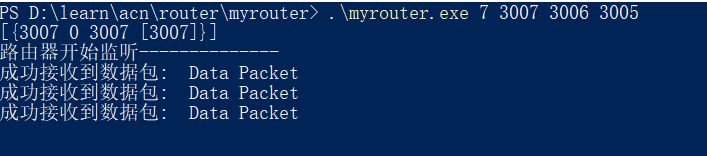 PS D:\learn\acn\router\myrouter> .\myrouter.exe 7 3007 3006 3005
[{3007 0 3007 [3007]}]
路由器开始监听--------------
成功接收到数据包:  Data Packet
成功接收到数据包:  Data Packet
成功接收到数据包:  Data Packet